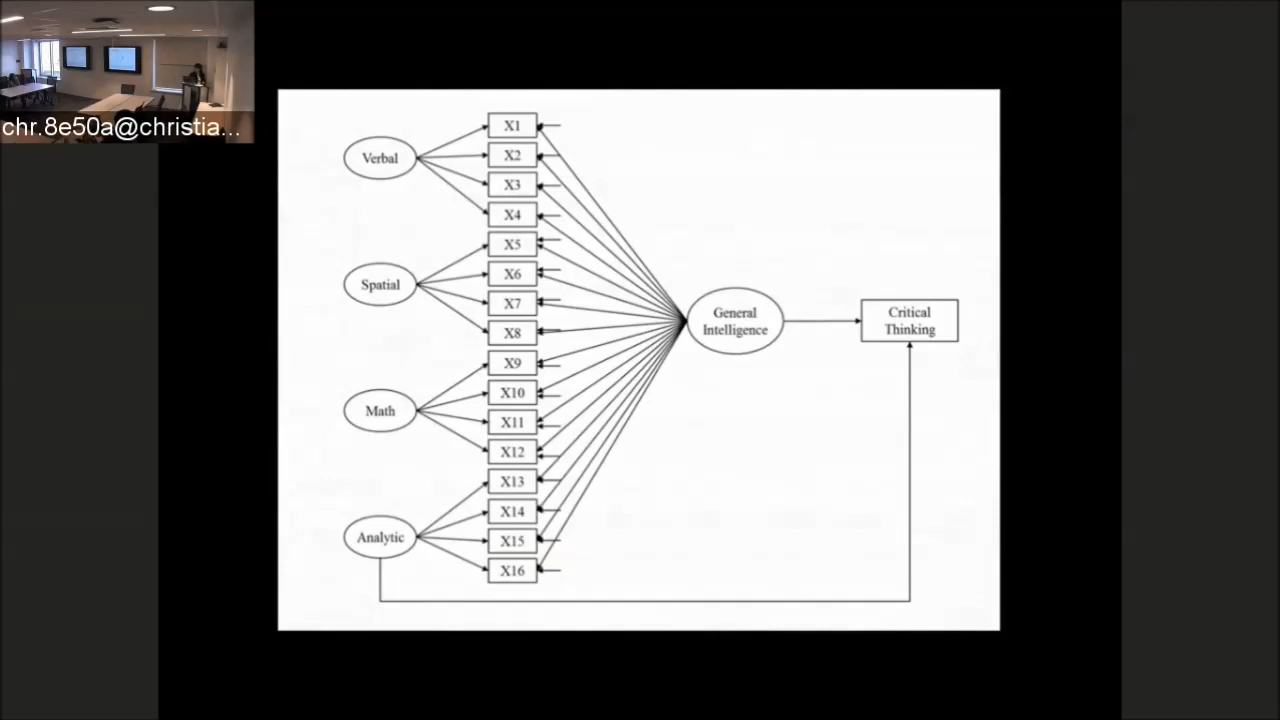 chr.8e50a@christia...
Verbal
Spatial
Math
Analytic
X1
X2
X3
X4
X5
X6
X7
X8
X9
X10
X11
X12
X13
X14
X15
X16
General
Intelligence
Critical
Thinking